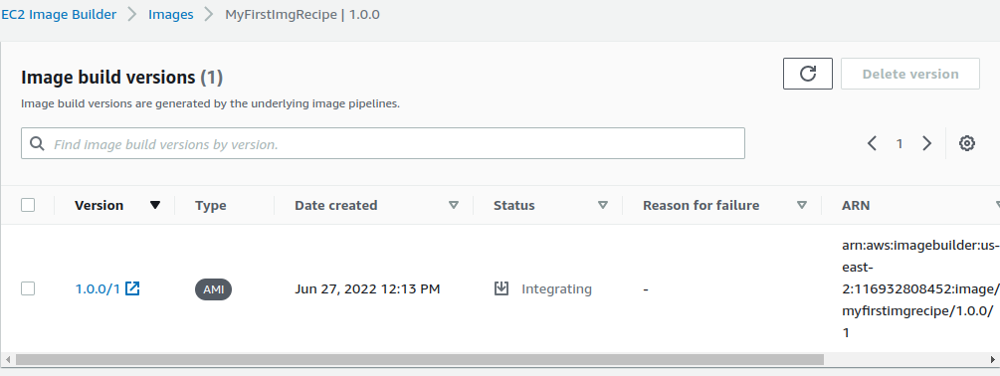 EC2 Image Builder > Images > MyFirstImgRecipe | 1.0.0
Image build versions (1)
Delete version
Image build versions are generated by the underlying image pipelines.
Find image build versions by version.
1
Version Type Date created Status Reason for failure ARN
1.0.0/1 AMI Jun 27, 2022 12:13 PM Integrating -
arn:aws:imagebuilder:us-
east-
2:116932808452:image/
myfirstimgrecipe/1.0.0/
1